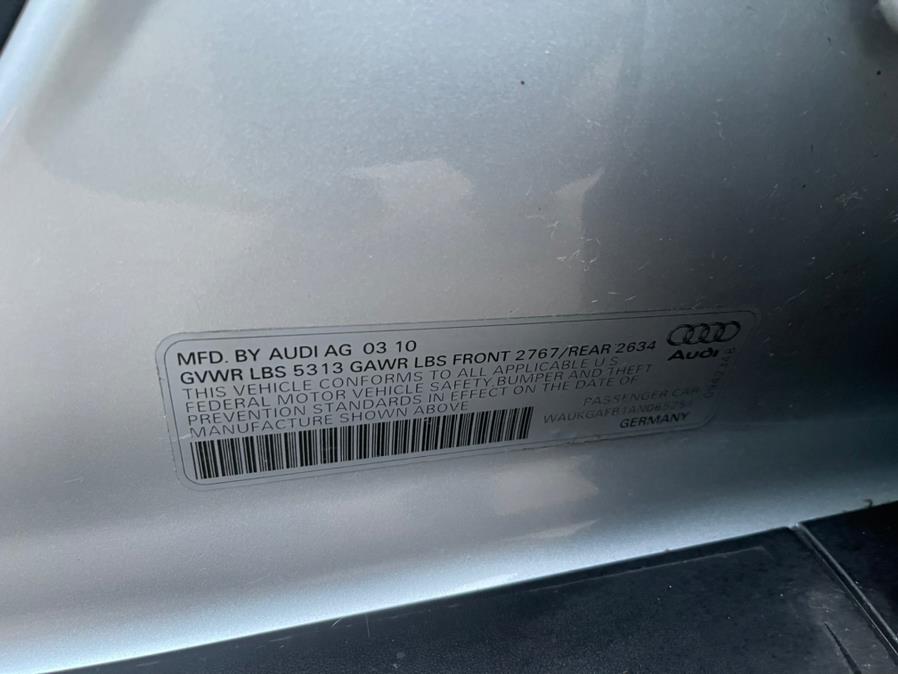 MFD. BY AUDI AG 03 10
GVWR LBS 5313 GAWR LBS FRONT 2767/REAR 2634
THIS VEHICLE CONFORMS TO ALL APPLICABLE U.S.
FEDERAL MOTOR VEHICLE SAFETY, BUMPER AND THEFT
PREVENTION STANDARDS IN EFFECT ON THE DATE OF
MANUFACTURE SHOWN ABOVE
Audi
PASSENGER CAR
GERMANY